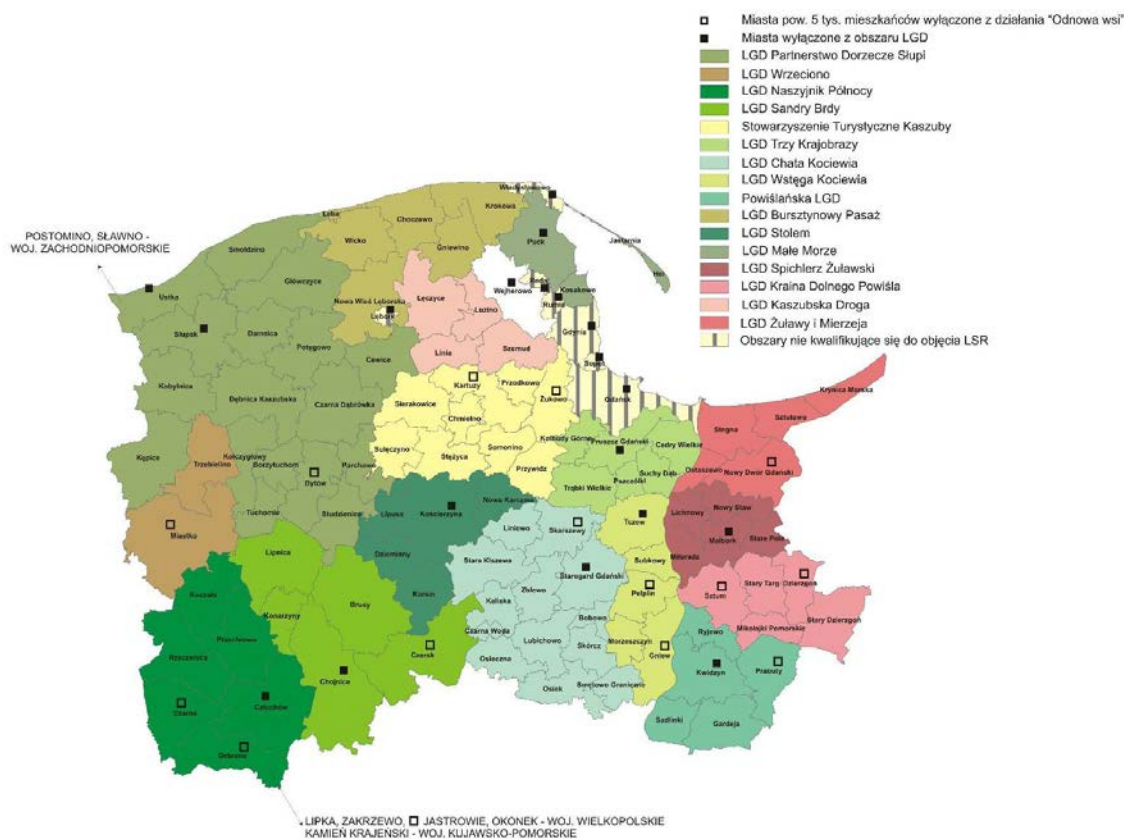 Miasta pow. 5 tys. mieszkańców wyłączone z działania "Odnowa wsi"
Miasta wyłączone z obszaru LGD
LGD Partnerstwo Dorzecze Słupi
LGD Wrzeciono
LGD Naszyjnik Północy
LGD Sandry Brdy
Stowarzyszenie Turystyczne Kaszuby
LGD Trzy Krajobrazy
LGD Chata Kociewia
LGD Wstęga Kociewia
Powiślańska LGD
LGD Bursztynowy Pasaż
LGD Stolem
LGD Małe Morze
LGD Spichlerz Żuławski
LGD Kraina Dolnego Powiśla
LGD Kaszubska Droga
LGD Żuławy i Mierzeja
Obszary nie kwalifikujące się do objęcia LSR
POSTOMINO, SŁAWNO -
WOJ. ZACHODNIOPOMORSKIE
Władysławowo
Krokowa
Łeba
Choczewo
Wicko
Gniewino
Puck
Jastarnia
Hel
Smołdzino
Główczyce
Ustka
Nowa Wieś Lęborska
Lębork
Łęczyce
Wejherowo
Reda
Rumia
Kosakowo
Luzino
Gdynia
Słupsk
Damnica
Potęgowo
Cewice
Linia
Szemud
Sopot
Kobylnica
Dębnica Kaszubska
Czarna Dąbrówka
Sierakowice
Kartuzy
Przodkowo
Żukowo
Gdańsk
Chmielno
Krynica Morska
Sztutowo
Stegna
Kępice
Trzebielino
Kołczygłowy
Borzytuchom
Bytów
Parchowo
Sulęczyno
Stężyca
Somonino
Przywidz
Kolbudy Górne
Pruszcz Gdański
Cedry Wielkie
Suchy Dąb
Pszczółki
Trąbki Wielkie
Ostaszewo
Nowy Dwór Gdański
Miastko
Tuchomie
Studzienice
Lipusz
Kościerzyna
Nowa Karczma
Liniewo
Skarszewy
Tczew
Lichnowy
Nowy Staw
Malbork
Stare Pole
Miłoradz
Lipnica
Dziemiany
Stara Kiszewa
Starogard Gdański
Subkowy
Pelplin
Sztum
Stary Targ
Dzierzgoń
Koczała
Konarzyny
Brusy
Karsin
Kaliska
Zblewo
Bobowo
Morzeszczyn
Gniew
Mikołajki Pomorskie
Stary Dzierzgoń
Przechlewo
Rzeczenica
Czersk
Czarna Woda
Lubichowo
Skórcz
Osieczna
Ryjewo
Kwidzyn
Prabuty
Chojnice
Człuchów
Czarne
Osiek
Smętowo Graniczne
Sadlinki
Gardeja
Debrzno
LIPKA, ZAKRZEWO, JASTROWIE, OKONEK - WOJ. WIELKOPOLSKIE
KAMIEŃ KRAJEŃSKI - WOJ. KUJAWSKO-POMORSKIE